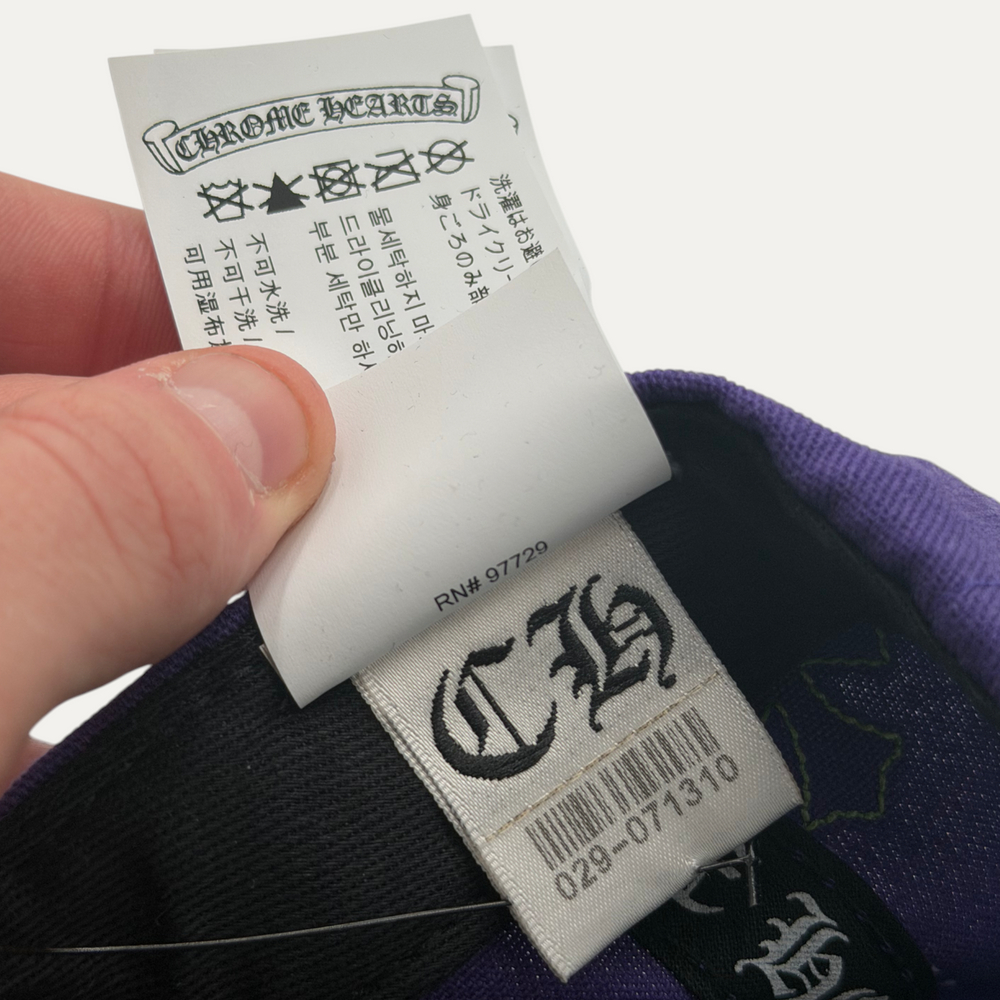 CHROME HEARTS
洗濯はお避
ドライクリー
身ごろのみ部
물세탁하지 마
드라이클리닝
부분 세탁만 하
不可水洗/
不可干洗/
可用湿布
RN# 97729
CH
029-071310